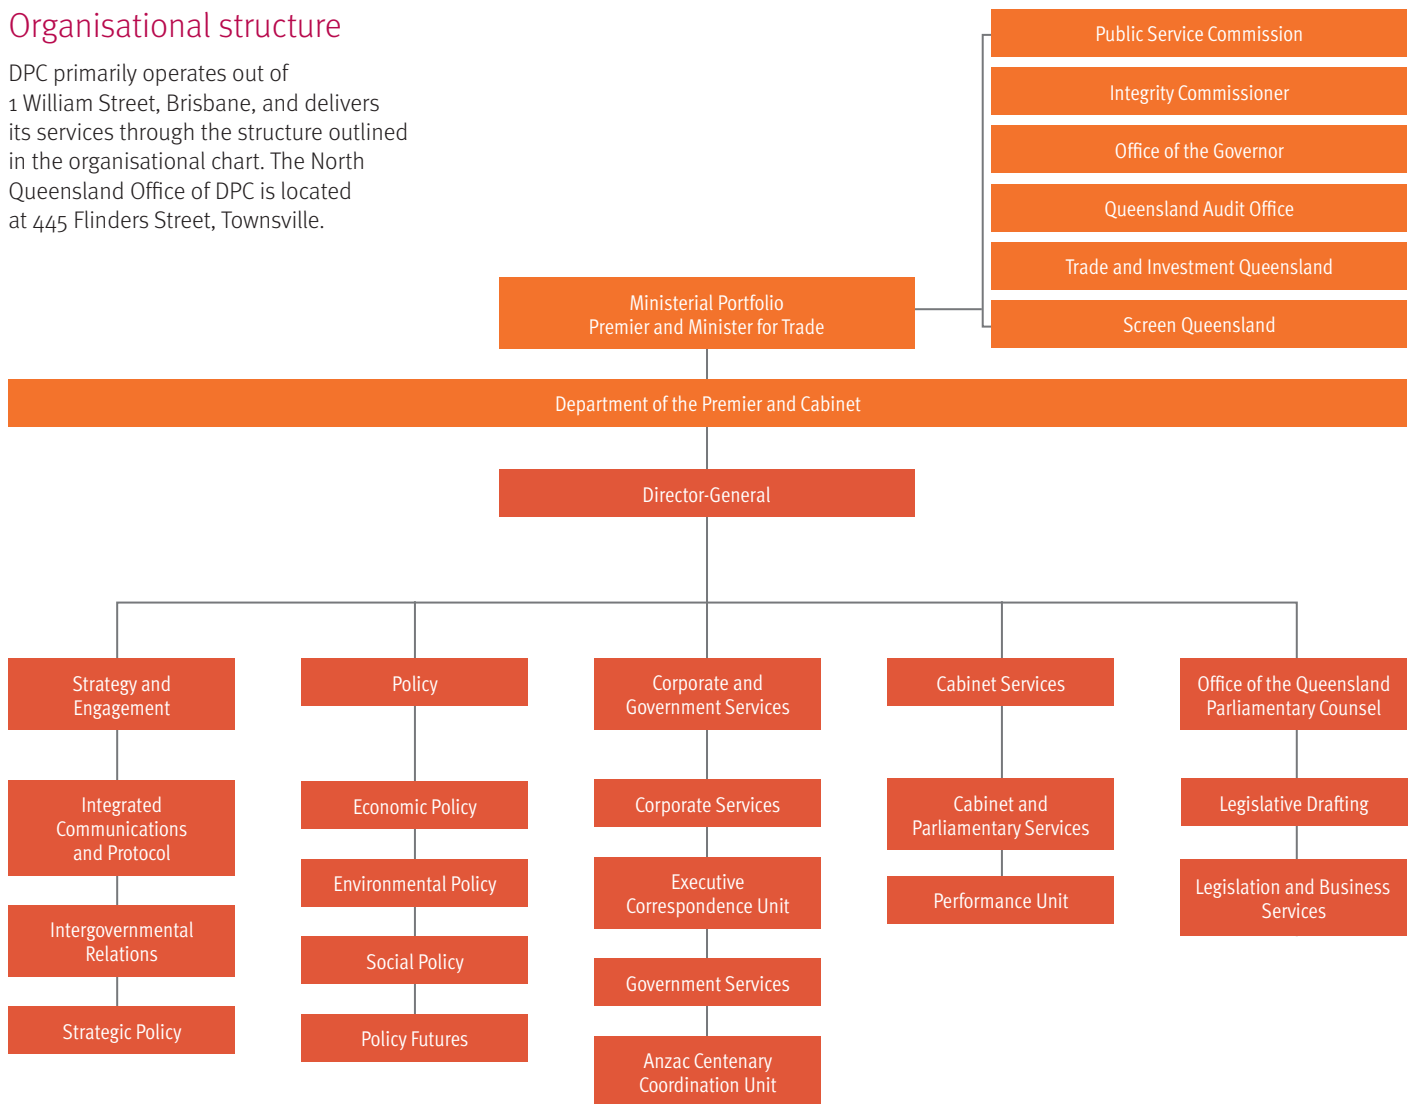 Organisational structure
DPC primarily operates out of
1 William Street, Brisbane, and delivers
its services through the structure outlined
in the organisational chart. The North
Queensland Office of DPC is located
at 445 Flinders Street, Townsville.
Public Service Commission
Integrity Commissioner
Office of the Governor
Queensland Audit Office
Trade and Investment Queensland
Screen Queensland
Ministerial Portfolio
Premier and Minister for Trade
Department of the Premier and Cabinet
Director-General
Strategy and
Engagement
Integrated
Communications
and Protocol
Intergovernmental
Relations
Strategic Policy
Policy
Economic Policy
Environmental Policy
Social Policy
Policy Futures
Corporate and
Government Services
Corporate Services
Executive
Correspondence Unit
Government Services
Anzac Centenary
Coordination Unit
Cabinet Services
Cabinet and
Parliamentary Services
Performance Unit
Office of the Queensland
Parliamentary Counsel
Legislative Drafting
Legislation and Business
Services